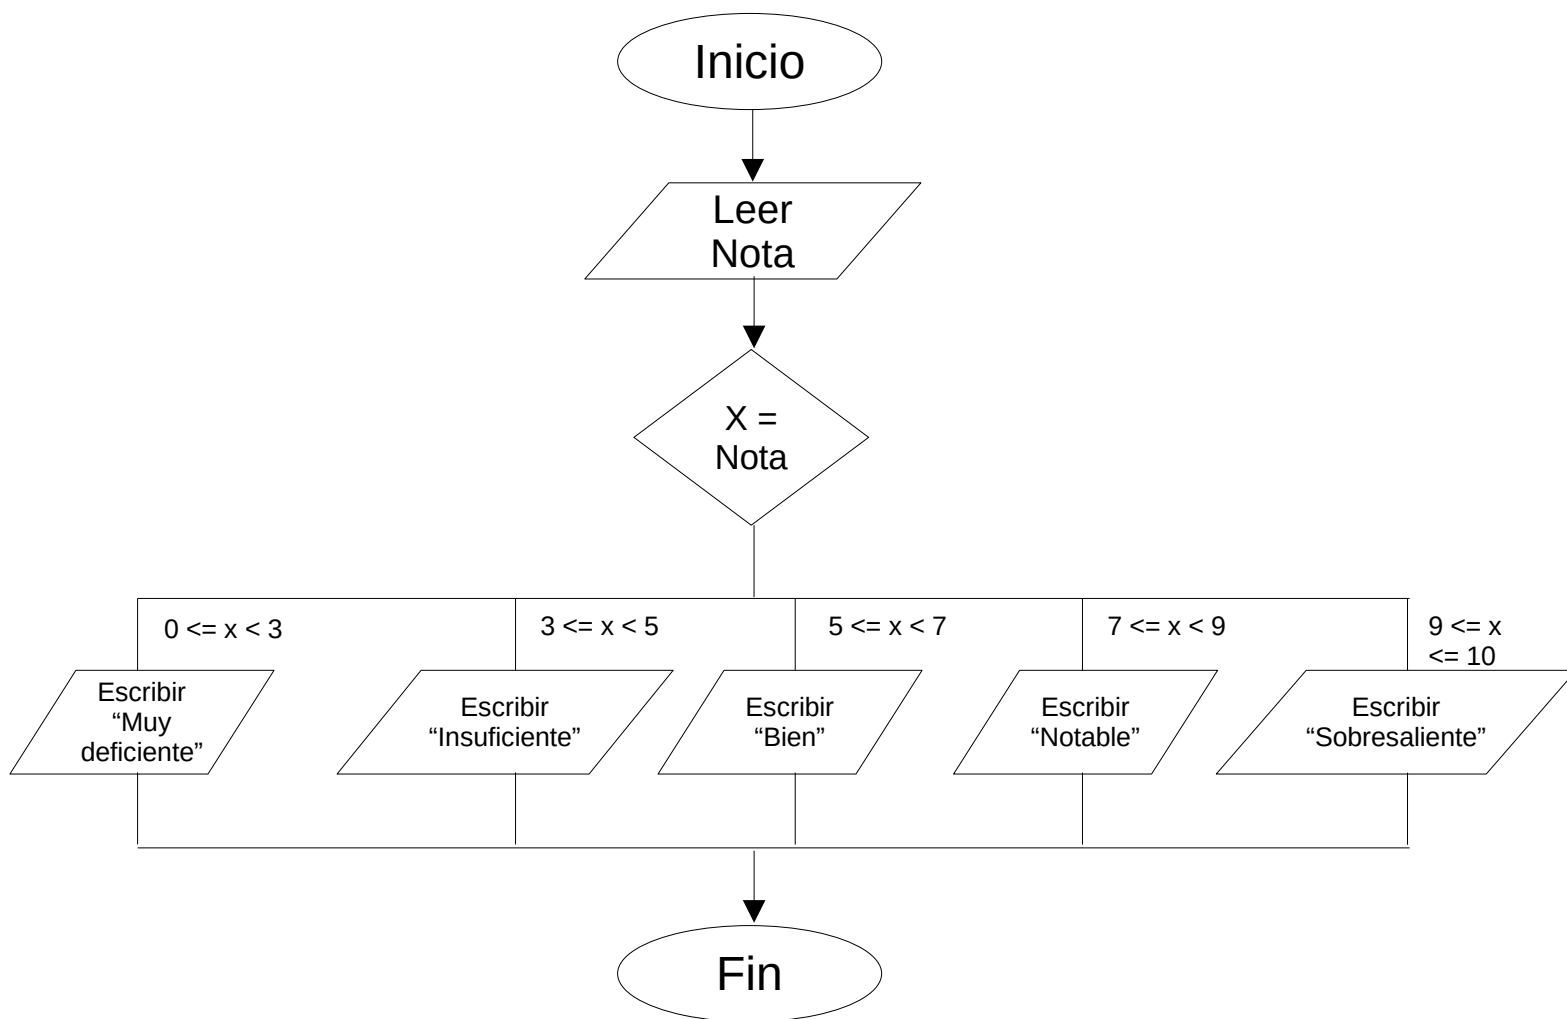 Inicio
Leer
Nota
X =
Nota
0 <= x < 3
3 <= x < 5
5 <= x < 7
7 <= x < 9
9 <= x
<= 10
Escribir
“Muy
deficiente”
Escribir
“Insuficiente”
Escribir
“Bien”
Escribir
“Notable”
Escribir
“Sobresaliente”
Fin